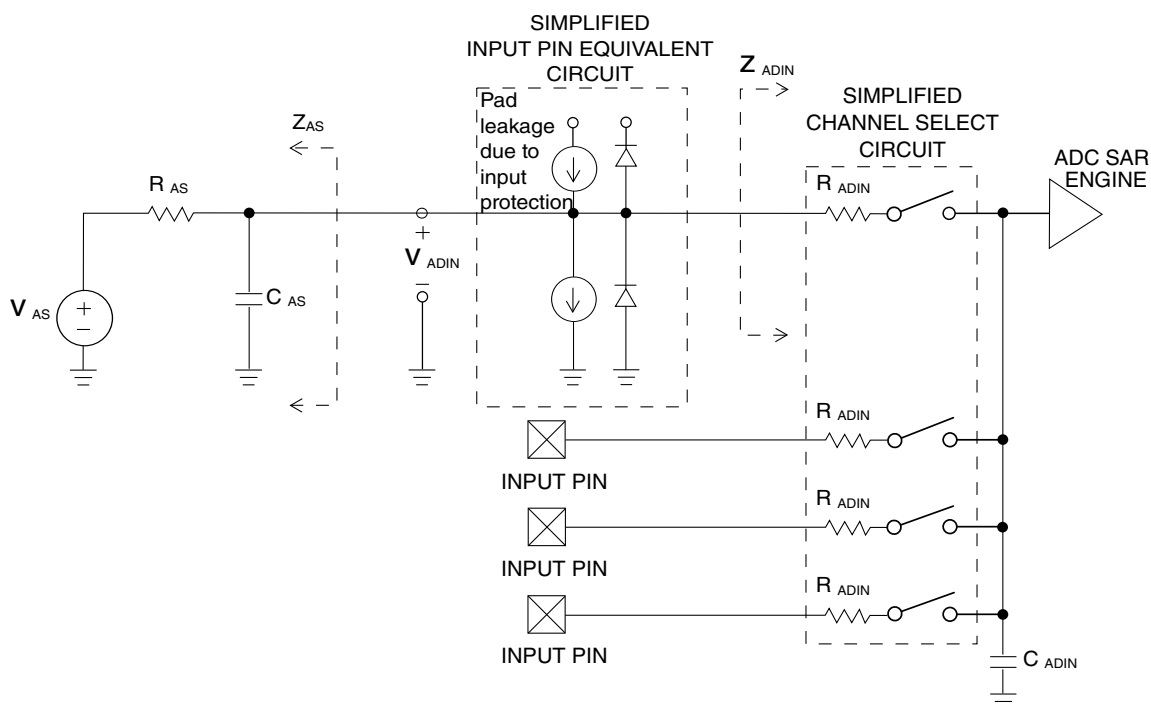 SIMPLIFIED
INPUT PIN EQUIVALENT
CIRCUIT
Z ADIN
SIMPLIFIED
CHANNEL SELECT
CIRCUIT
ADC SAR
ENGINE
Pad
leakage
due to
input
protection
Z AS
R AS
R ADIN
+
V ADIN
–
C AS
V AS
+
–
R ADIN
INPUT PIN
R ADIN
INPUT PIN
R ADIN
INPUT PIN
C ADIN